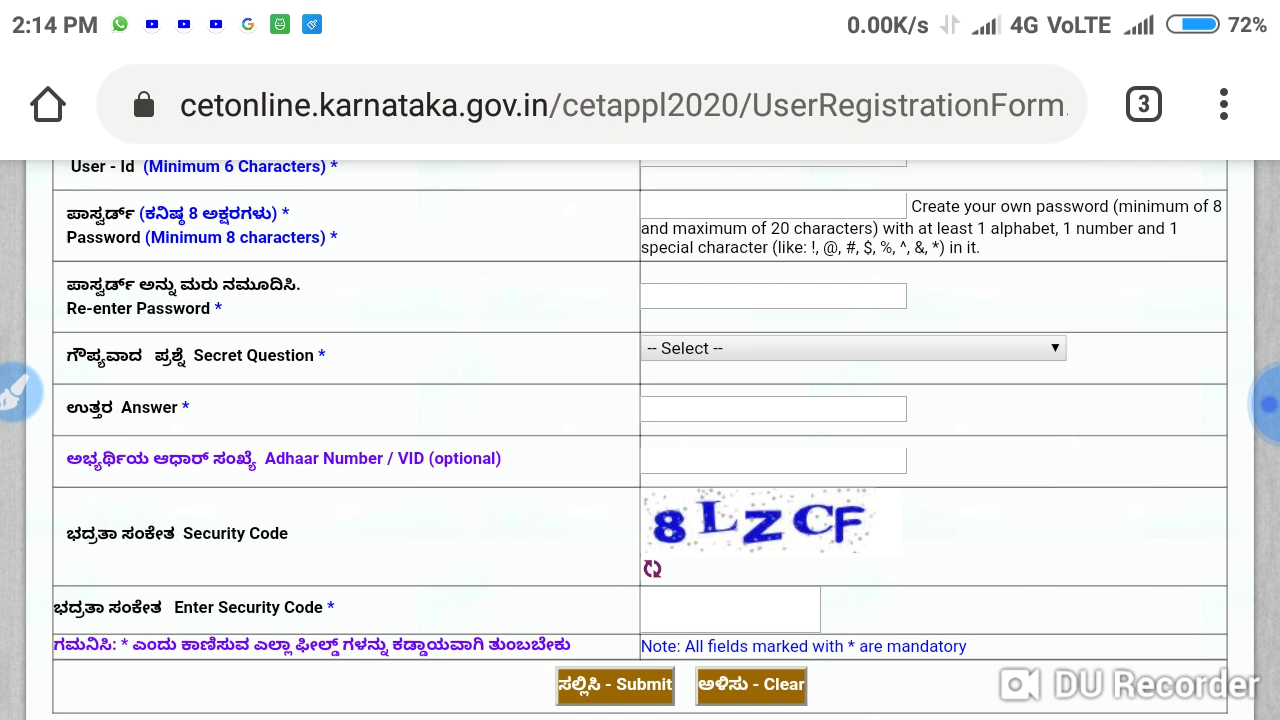 2:14 PM 0.00K/s 4G VoLTE 72%
cetonline.karnataka.gov.in/cetappl2020/UserRegistrationForm. 3
User - Id (Minimum 6 Characters) *
ಪಾಸ್ವರ್ಡ್ (ಕನಿಷ್ಠ 8 ಅಕ್ಷರಗಳು) *
Password (Minimum 8 characters) *
Create your own password (minimum of 8
and maximum of 20 characters) with at least 1 alphabet, 1 number and 1
special character (like: !, @, #, $, %, ^, &, *) in it.
ಪಾಸ್ವರ್ಡ್ ಅನ್ನು ಮರು ನಮೂದಿಸಿ.
Re-enter Password *
ಗೌಪ್ಯವಾದ ಪ್ರಶ್ನೆ Secret Question *
-- Select --
ಉತ್ತರ Answer *
ಅಭ್ಯರ್ಥಿಯ ಆಧಾರ್ ಸಂಖ್ಯೆ Adhaar Number / VID (optional)
ಭದ್ರತಾ ಸಂಕೇತ Security Code
8LZCF
ಭದ್ರತಾ ಸಂಕೇತ Enter Security Code *
ಗಮನಿಸಿ: * ಎಂದು ಕಾಣಿಸುವ ಎಲ್ಲಾ ಫೀಲ್ಡ್ ಗಳನ್ನು ಕಡ್ಡಾಯವಾಗಿ ತುಂಬಬೇಕು
Note: All fields marked with * are mandatory
ಸಲ್ಲಿಸಿ - Submit ಅಳಿಸು - Clear
DU Recorder